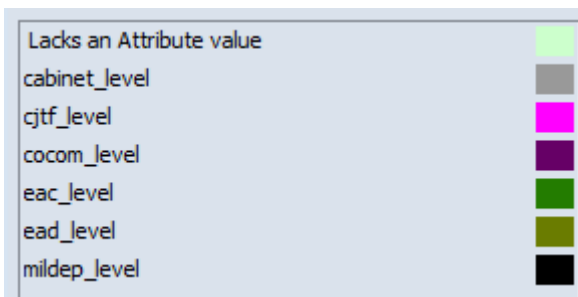 Lacks an Attribute value
cabinet_level
cjtf_level
cocom_level
eac_level
ead_level
mildep_level